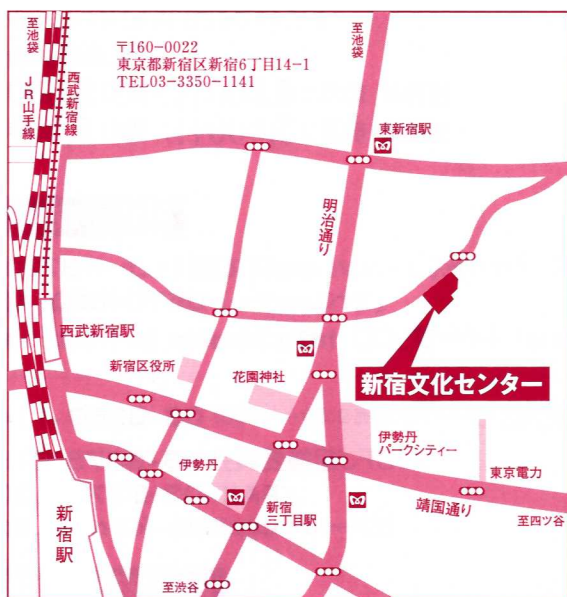 至池袋
JR山手線
西武新宿線
〒160-0022
東京都新宿区新宿6丁目14-1
TEL03-3350-1141
至池袋
東新宿駅
明治通り
西武新宿駅
新宿区役所
花園神社
新宿文化センター
伊勢丹
パークシティー
東京電力
伊勢丹
新宿
三丁目駅
靖国通り
至四ツ谷
新宿駅
至渋谷